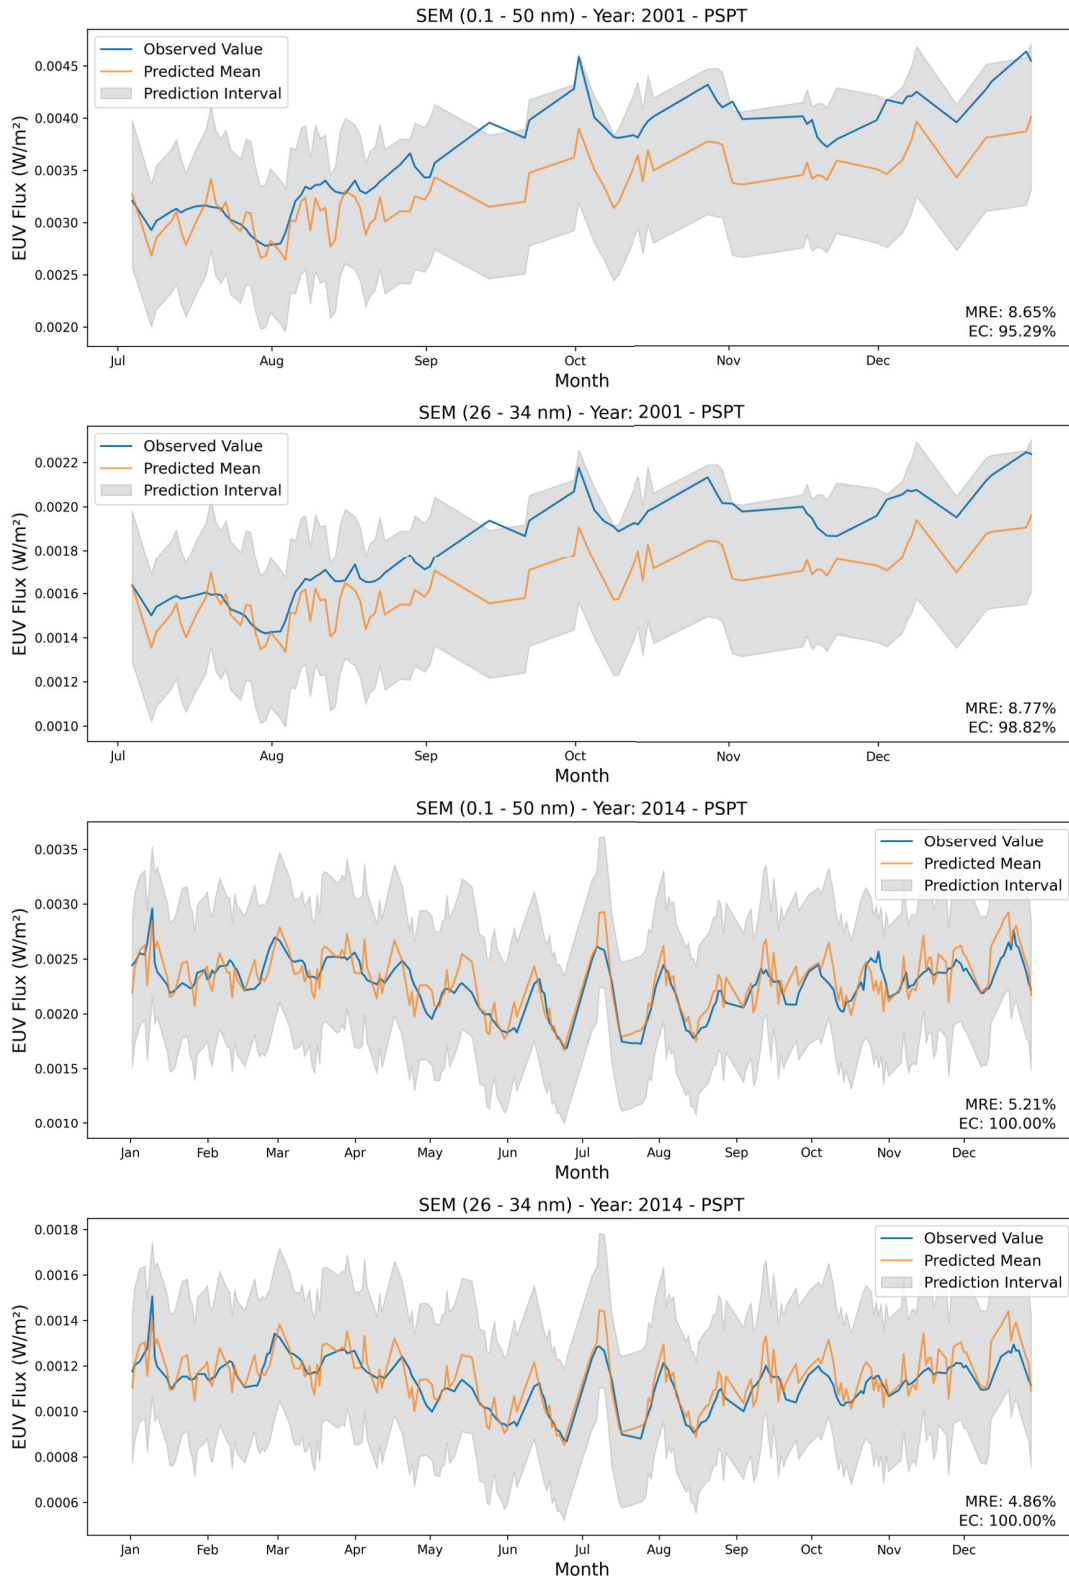 SEM (0.1 - 50 nm) - Year: 2001 - PSPT
Observed Value
Predicted Mean
Prediction Interval
EUV Flux (W/m²)
0.0045
0.0040
0.0035
0.0030
0.0025
0.0020
MRE: 8.65%
EC: 95.29%
Jul Aug Sep Oct Nov Dec
Month
SEM (26 - 34 nm) - Year: 2001 - PSPT
Observed Value
Predicted Mean
Prediction Interval
EUV Flux (W/m²)
0.0022
0.0020
0.0018
0.0016
0.0014
0.0012
0.0010
MRE: 8.77%
EC: 98.82%
Jul Aug Sep Oct Nov Dec
Month
SEM (0.1 - 50 nm) - Year: 2014 - PSPT
Observed Value
Predicted Mean
Prediction Interval
EUV Flux (W/m²)
0.0035
0.0030
0.0025
0.0020
0.0015
0.0010
MRE: 5.21%
EC: 100.00%
Jan Feb Mar Apr May Jun Jul Aug Sep Oct Nov Dec
Month
SEM (26 - 34 nm) - Year: 2014 - PSPT
Observed Value
Predicted Mean
Prediction Interval
EUV Flux (W/m²)
0.0018
0.0016
0.0014
0.0012
0.0010
0.0008
0.0006
MRE: 4.86%
EC: 100.00%
Jan Feb Mar Apr May Jun Jul Aug Sep Oct Nov Dec
Month